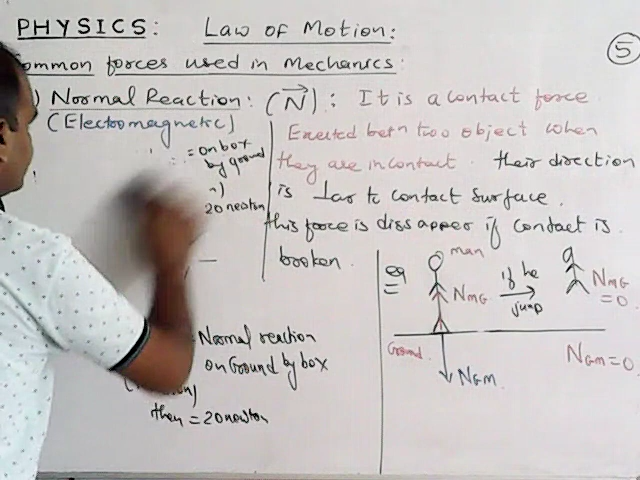 PHYSICS: Law of Motion:
5
Common forces used in Mechanics:
) Normal Reaction: (N): It is a contact force
(Electromagnetic)
Exerted betn two object when
they are in contact. their direction
is ⊥ar to contact surface.
this force is diss apper if contact is
broken.
= on box
by ground
20 newton
Normal reaction
on Ground by box
then = 20 newton
eg
man
NMG
if he
jump
NMG
=0
Ground
NGM
NGM=0